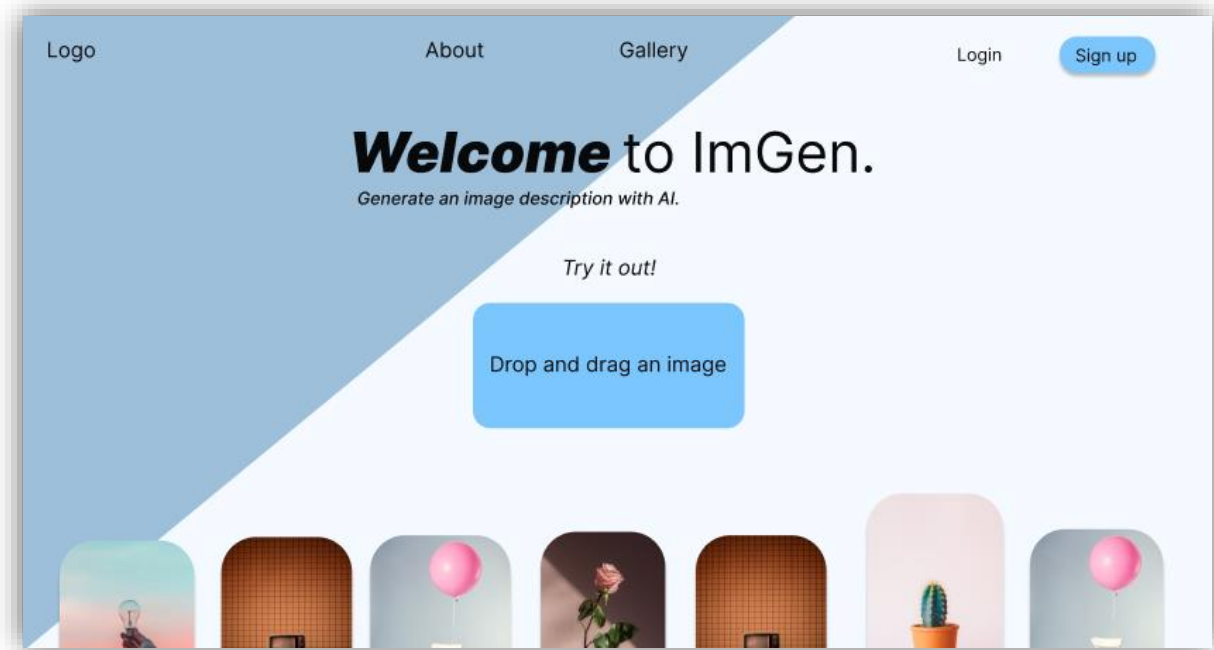 Logo
About
Gallery
Login
Sign up
Welcome to ImGen.
Generate an image description with AI.
Try it out!
Drop and drag an image